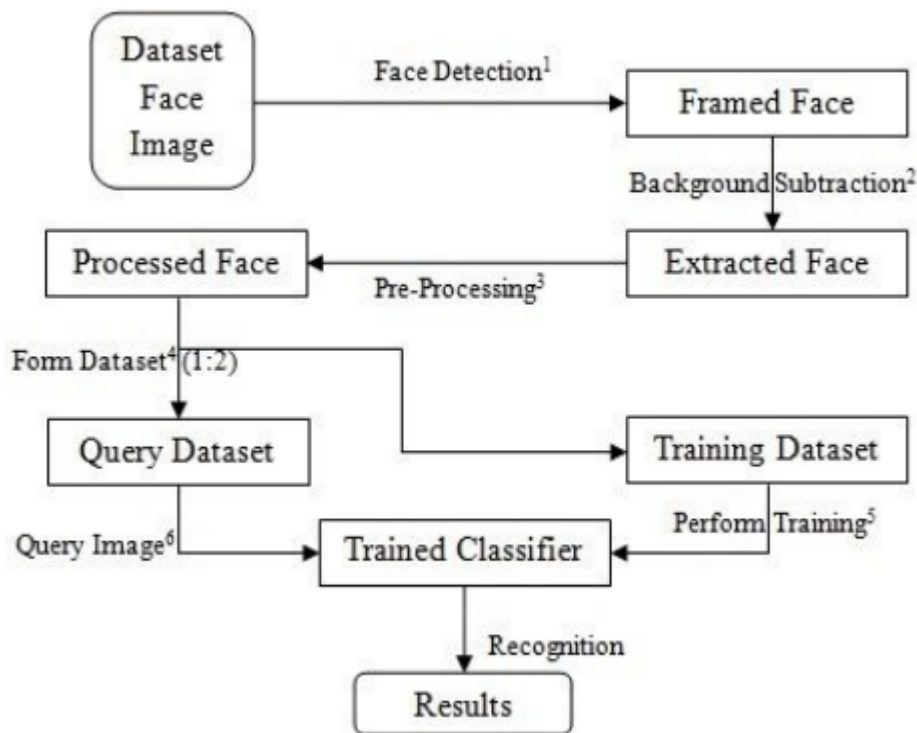 Dataset
Face
Image
Face Detection¹
Framed Face
Background Subtraction²
Extracted Face
Pre-Processing³
Processed Face
Form Dataset⁴ (1:2)
Query Dataset
Training Dataset
Query Image⁶
Perform Training⁵
Trained Classifier
Recognition
Results